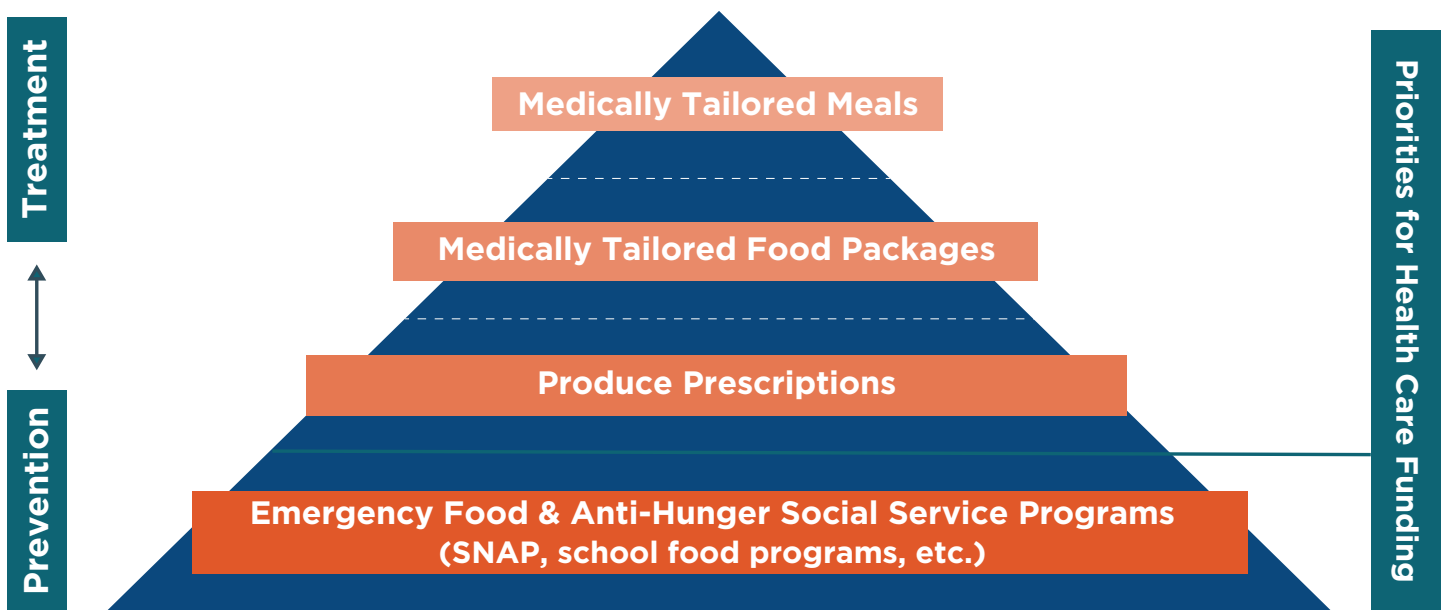 Treatment
Prevention
Medically Tailored Meals
Medically Tailored Food Packages
Produce Prescriptions
Emergency Food & Anti-Hunger Social Service Programs
(SNAP, school food programs, etc.)
Priorities for Health Care Funding